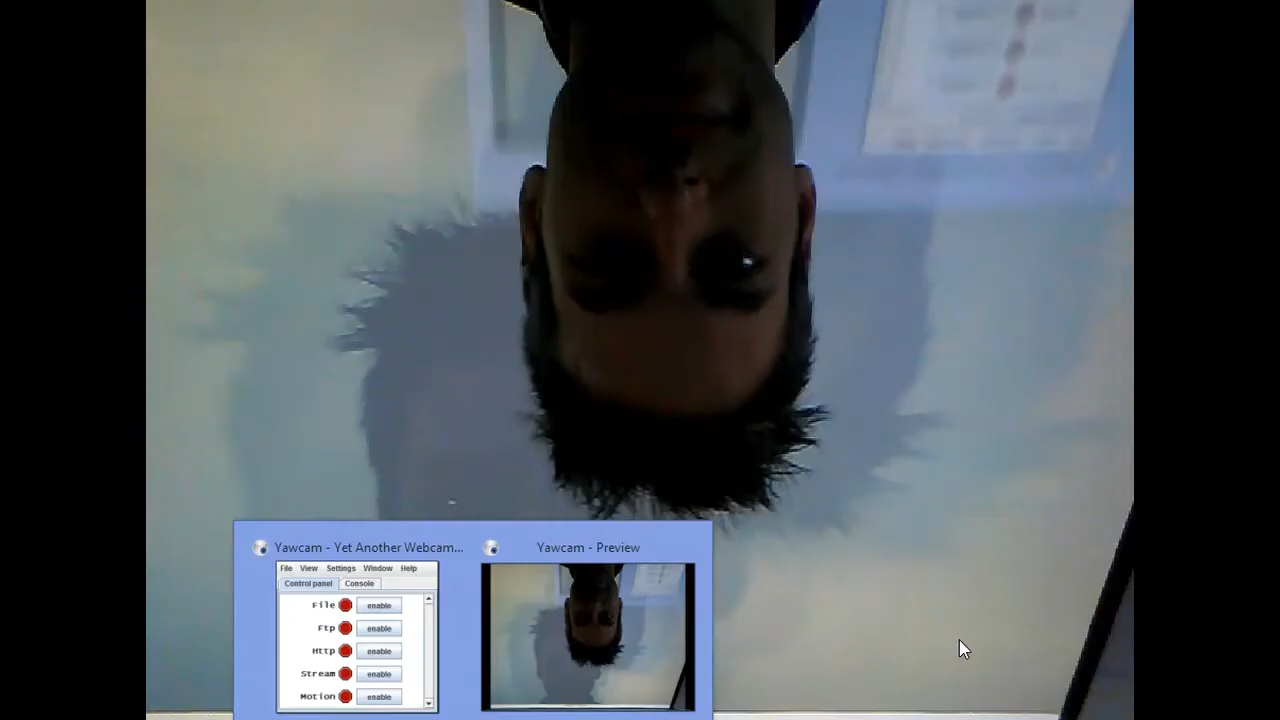 Yawcam - Yet Another Webcam...
Yawcam - Preview
File View Settings Window Help
Control panel Console
File enable
Ftp enable
Http enable
Stream enable
Motion enable